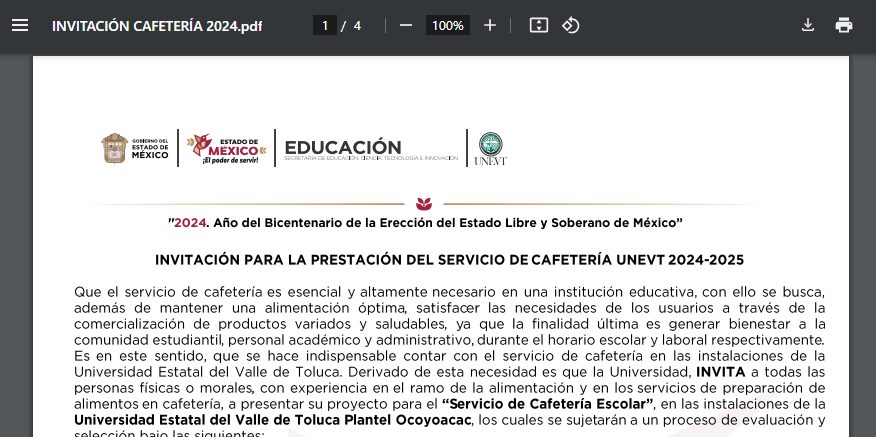 INVITACIÓN CAFETERÍA 2024.pdf
1 / 4
100%
GOBIERNO DEL
ESTADO DE
MÉXICO
ESTADO DE
MÉXICO
¡El poder de servir!
EDUCACIÓN
SECRETARÍA DE EDUCACIÓN, CIENCIA, TECNOLOGÍA E INNOVACIÓN
UNEVT
"2024. Año del Bicentenario de la Erección del Estado Libre y Soberano de México”
INVITACIÓN PARA LA PRESTACIÓN DEL SERVICIO DE CAFETERÍA UNEVT 2024-2025
Que el servicio de cafetería es esencial y altamente necesario en una institución educativa, con ello se busca,
además de mantener una alimentación óptima, satisfacer las necesidades de los usuarios a través de la
comercialización de productos variados y saludables, ya que la finalidad última es generar bienestar a la
comunidad estudiantil, personal académico y administrativo, durante el horario escolar y laboral respectivamente.
Es en este sentido, que se hace indispensable contar con el servicio de cafetería en las instalaciones de la
Universidad Estatal del Valle de Toluca. Derivado de esta necesidad es que la Universidad, INVITA a todas las
personas físicas o morales, con experiencia en el ramo de la alimentación y en los servicios de preparación de
alimentos en cafetería, a presentar su proyecto para el “Servicio de Cafetería Escolar”, en las instalaciones de la
Universidad Estatal del Valle de Toluca Plantel Ocoyoacac, los cuales se sujetarán a un proceso de evaluación y
selección bajo las siguientes: